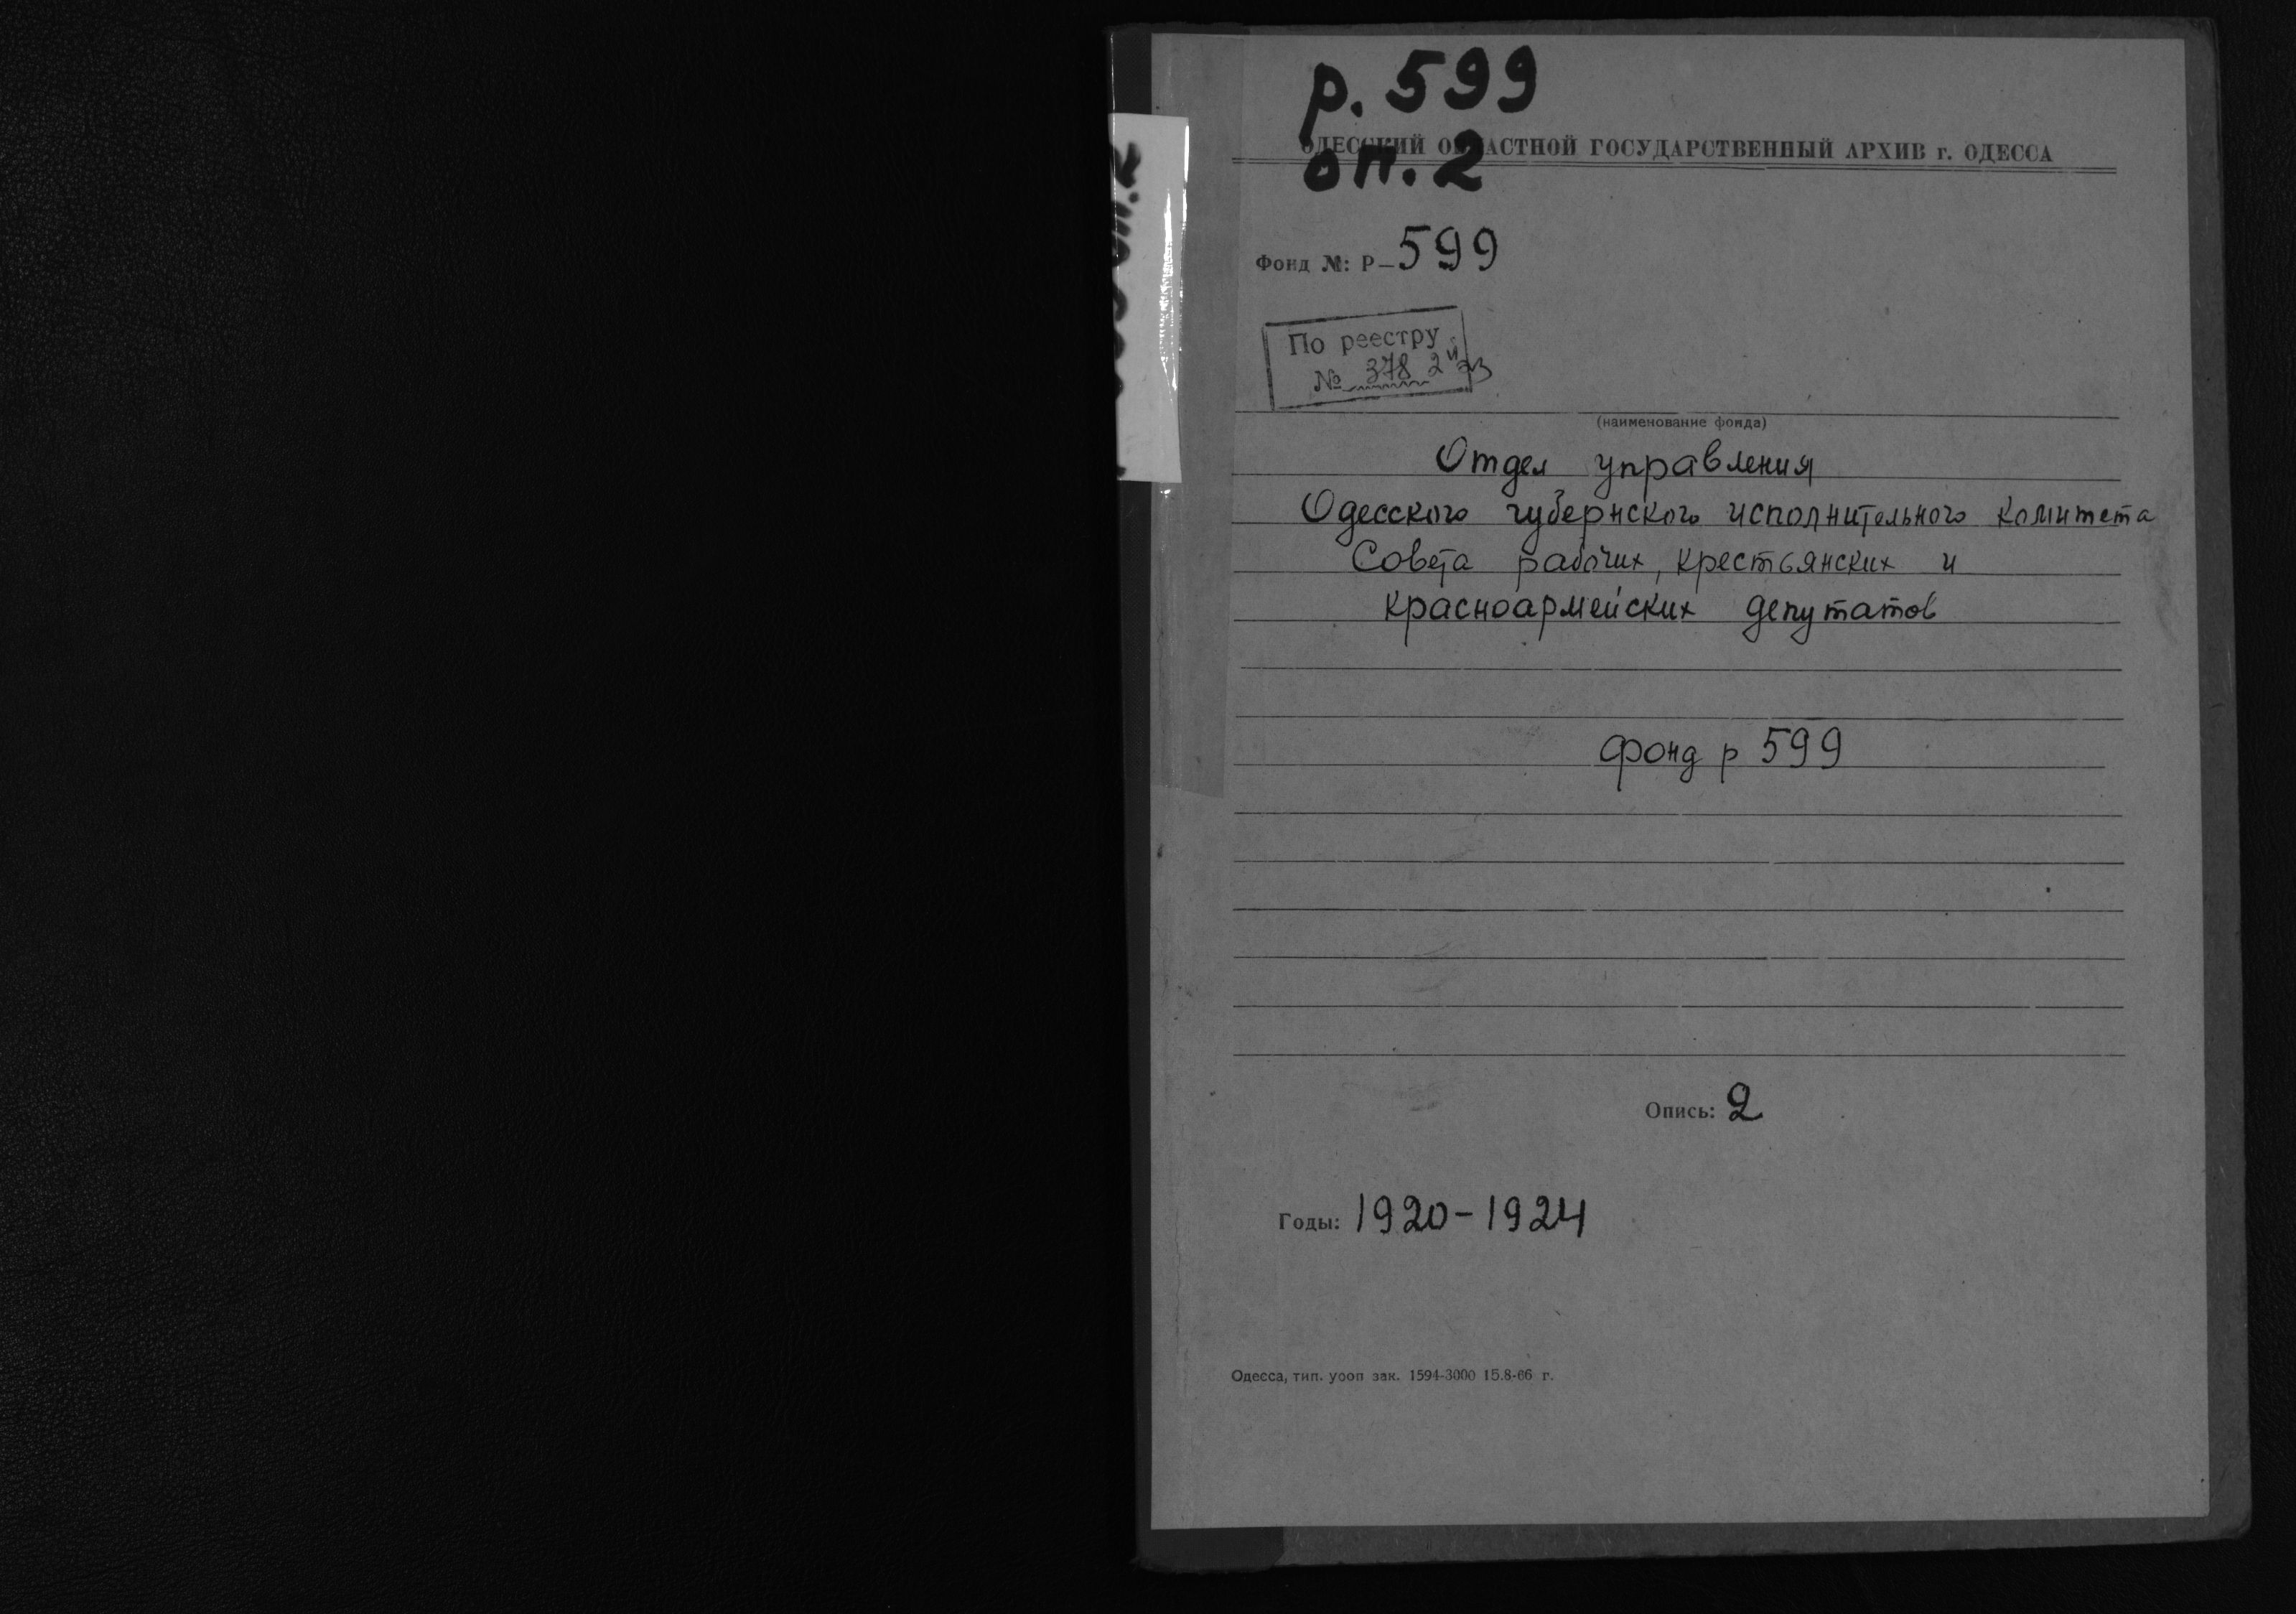 р. 599
оп. 2
ОДЕССКИЙ ОБЛАСТНОЙ ГОСУДАРСТВЕННЫЙ АРХИВ г. ОДЕССА
Фонд №: Р–599
По реестру
№ 378 2й эз
(наименование фонда)
Отдел управления
Одесского губернского исполнительного комитета
Совета рабочих, крестьянских и
красноармейских депутатов
фонд р 599
Опись: 2
Годы: 1920–1924
Одесса, тип. уооп зак. 1594-3000 15.8-66 г.